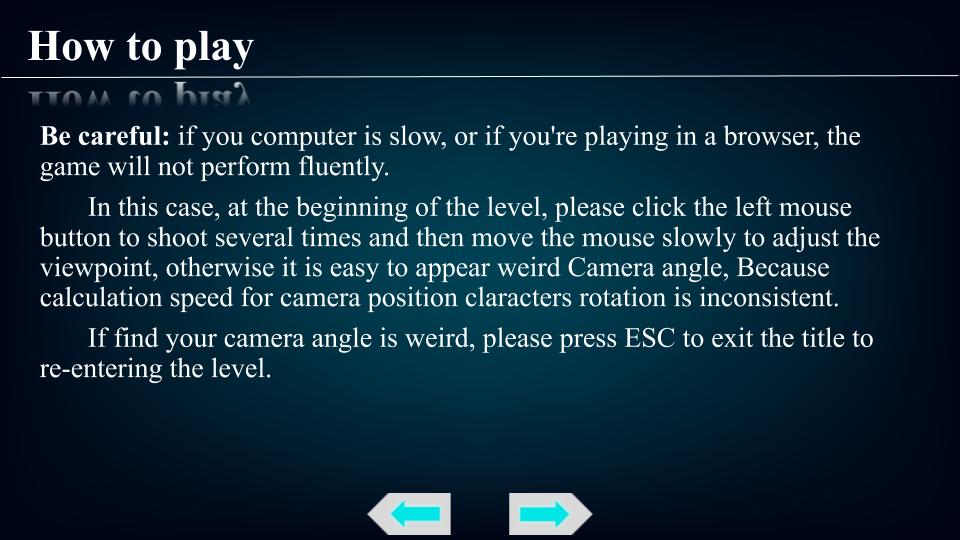 How to play
Be careful: if you computer is slow, or if you're playing in a browser, the
game will not perform fluently.
In this case, at the beginning of the level, please click the left mouse
button to shoot several times and then move the mouse slowly to adjust the
viewpoint, otherwise it is easy to appear weird Camera angle, Because
calculation speed for camera position claracters rotation is inconsistent.
If find your camera angle is weird, please press ESC to exit the title to
re-entering the level.